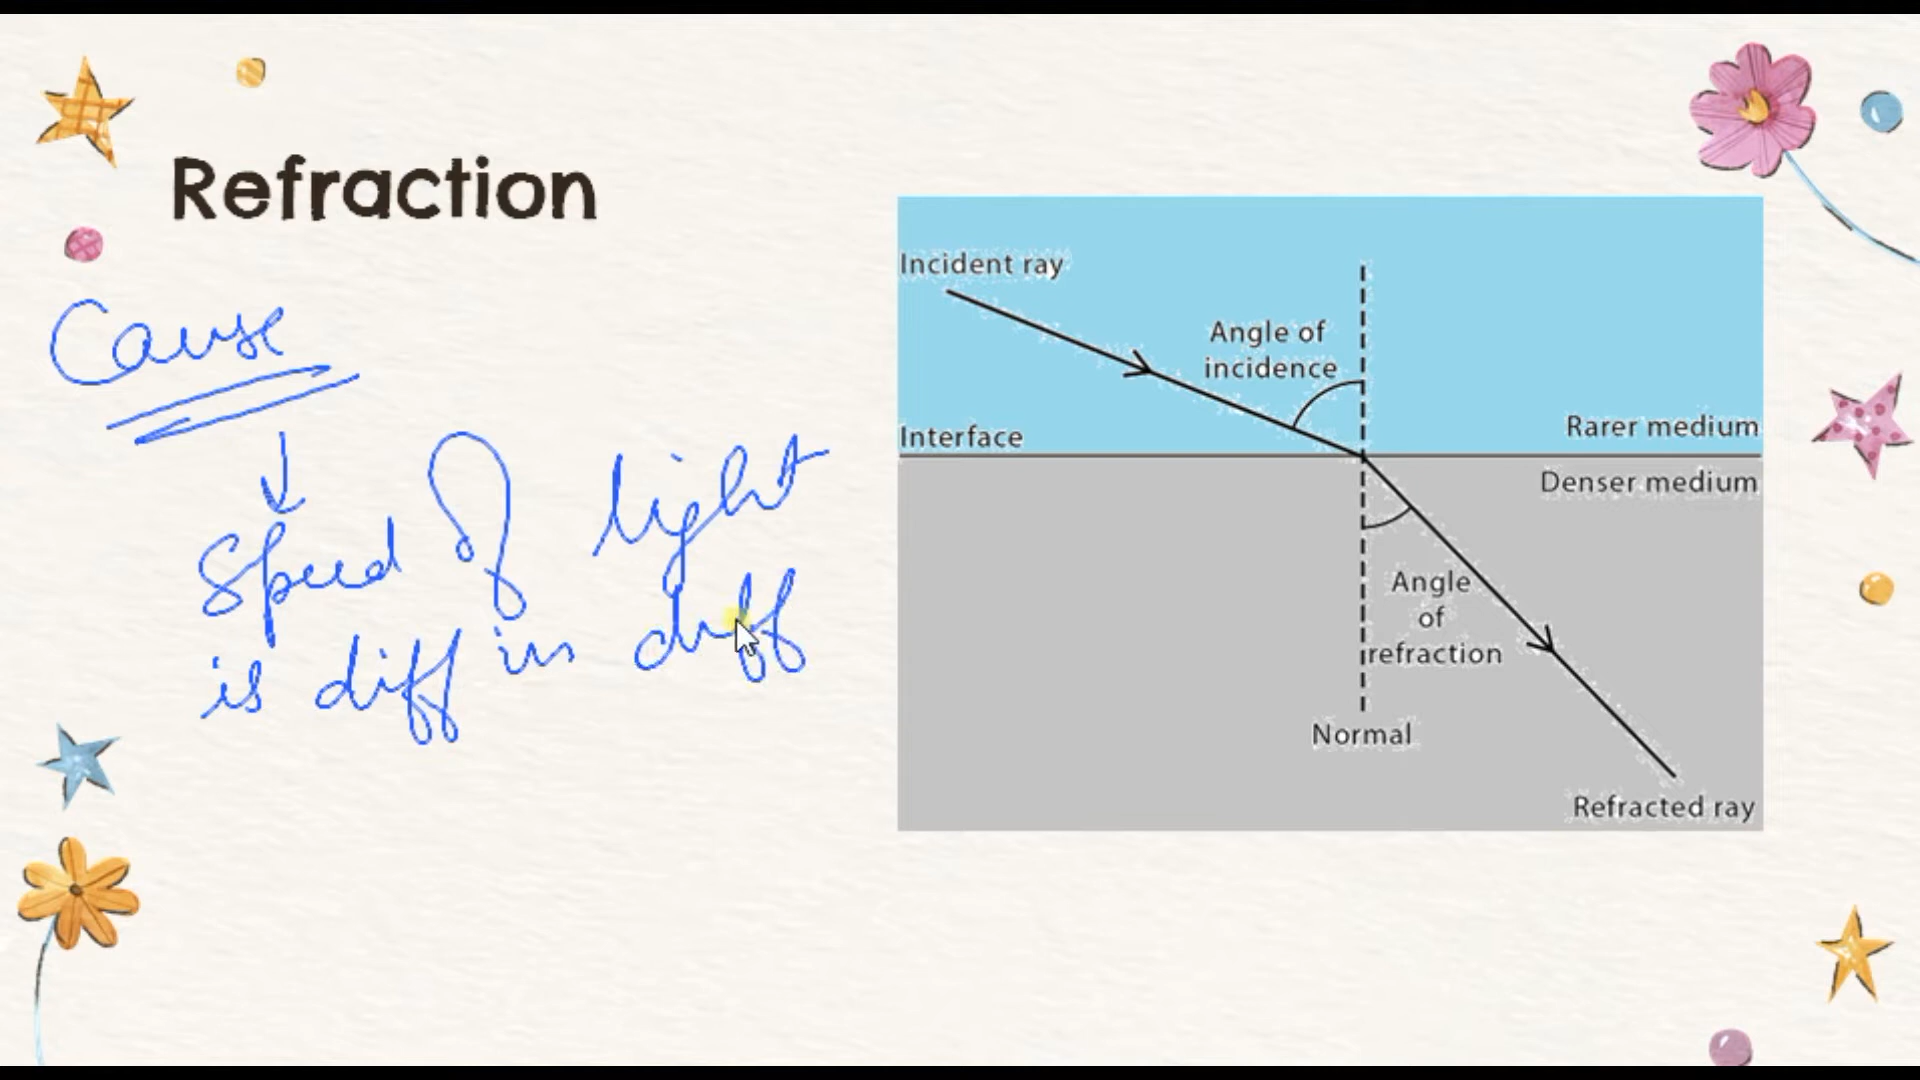 Refraction
Cause
Speed of light
is diff in diff
Incident ray
Angle of
incidence
Interface
Rarer medium
Denser medium
Angle
of
refraction
Normal
Refracted ray